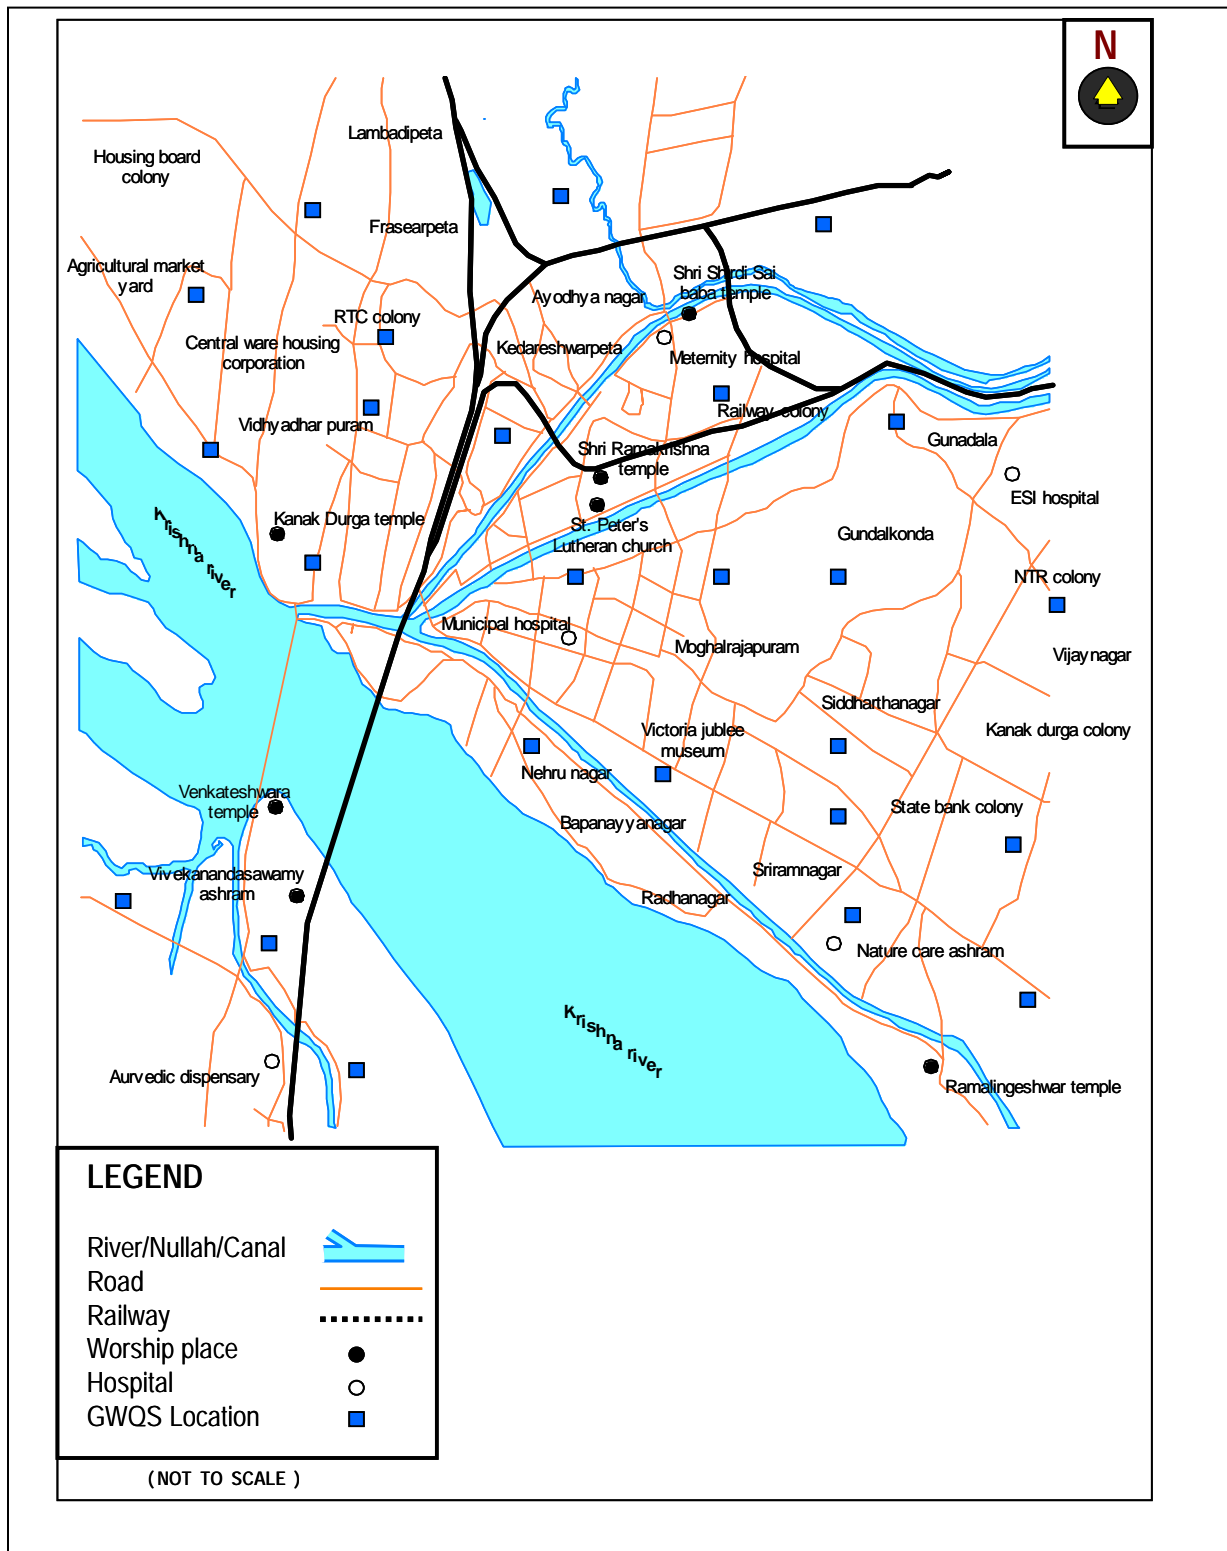 N
Lambadipeta
Housing board
colony
Frasearpeta
Agricultural market
yard
Shri Shirdi Sai
baba temple
Ayodhya nagar
RTC colony
Central ware housing
corporation
Kedareshwarpeta
Meternity hospital
Railway colony
Vidhyadhar puram
Gunadala
Shri Ramakrishna
temple
ESI hospital
Kanak Durga temple
St. Peter's
Lutheran church
Gundalkonda
Krishna river
NTR colony
Municipal hospital
Moghalrajapuram
Vijaynagar
Siddharthanagar
Victoria jublee
museum
Kanak durga colony
Nehru nagar
Venkateshwara
temple
State bank colony
Bapanayyanagar
Vivekanandasawamy
ashram
Sriramnagar
Radhanagar
Nature care ashram
Krishna river
Aurvedic dispensary
Ramalingeshwar temple
LEGEND
River/Nullah/Canal
Road
Railway
Worship place
Hospital
GWQS Location
(NOT TO SCALE )